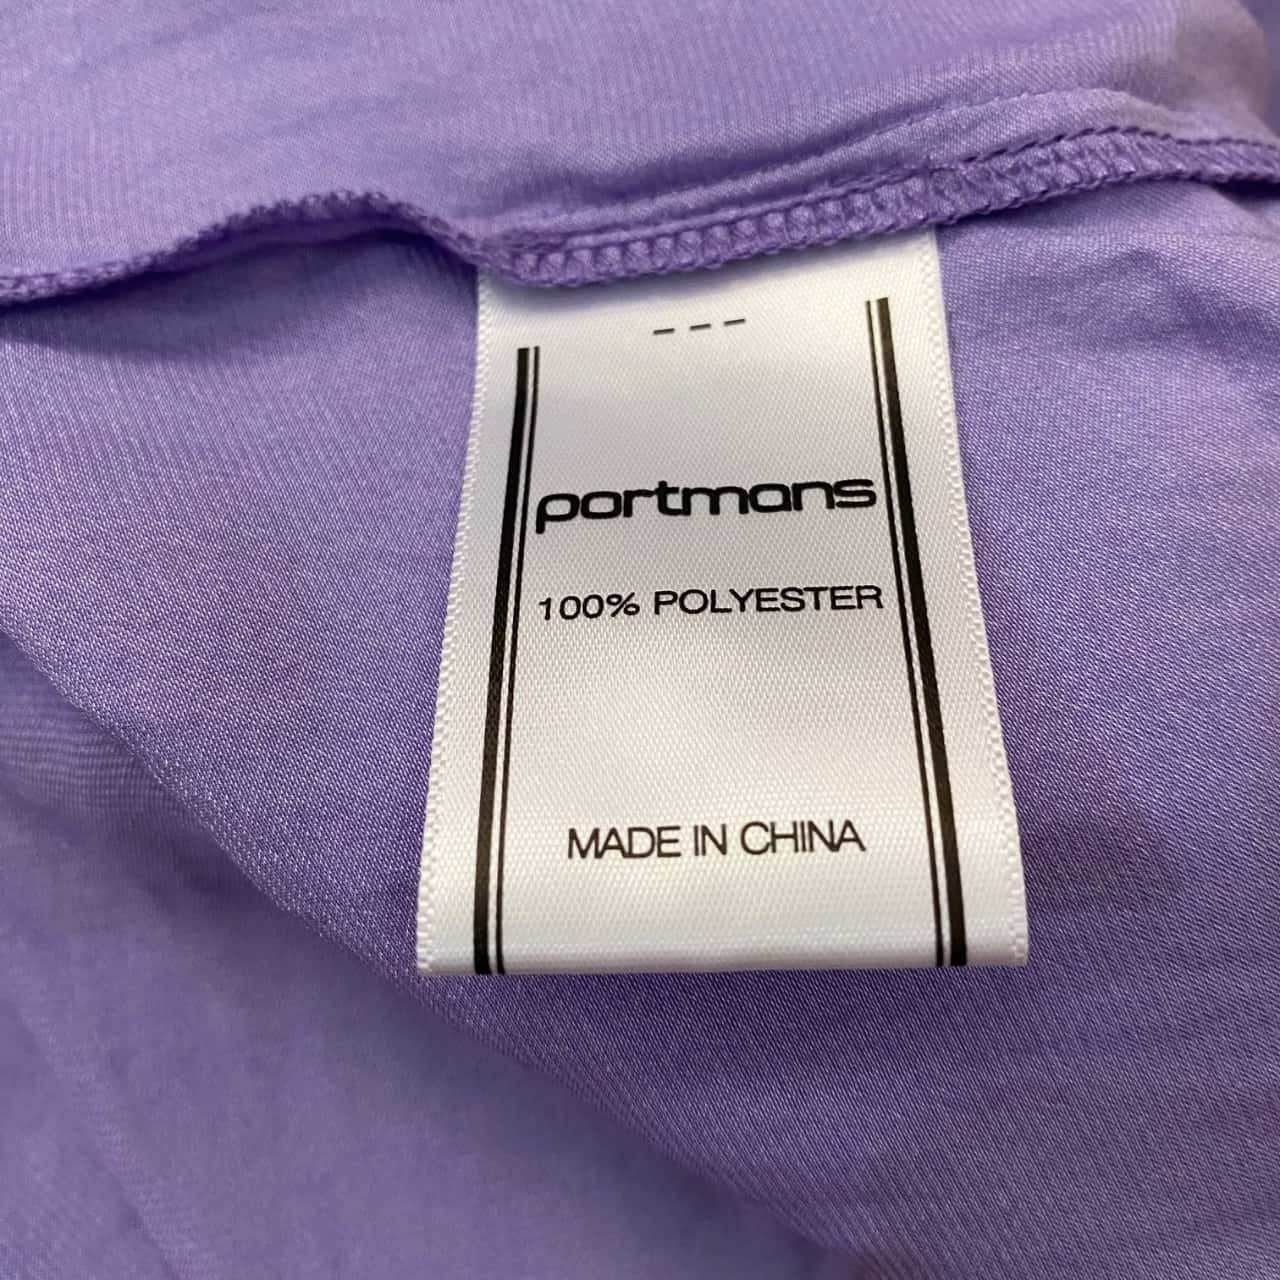 ---
portmans
100% POLYESTER
MADE IN CHINA